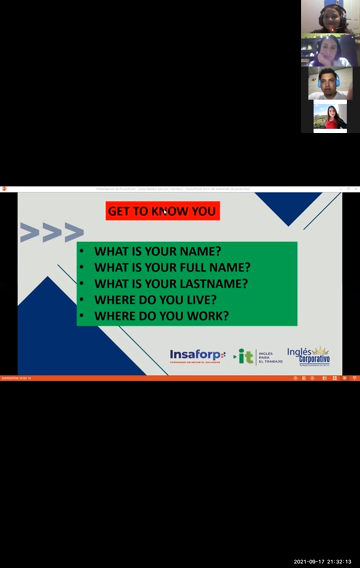 GET TO KNOW YOU
>>>
• WHAT IS YOUR NAME?
• WHAT IS YOUR FULL NAME?
• WHAT IS YOUR LASTNAME?
• WHERE DO YOU LIVE?
• WHERE DO YOU WORK?
Insaforp
it
INGLÉS
PARA
EL TRABAJO
Inglés
Corporativo
2021-09-17 21:32:13